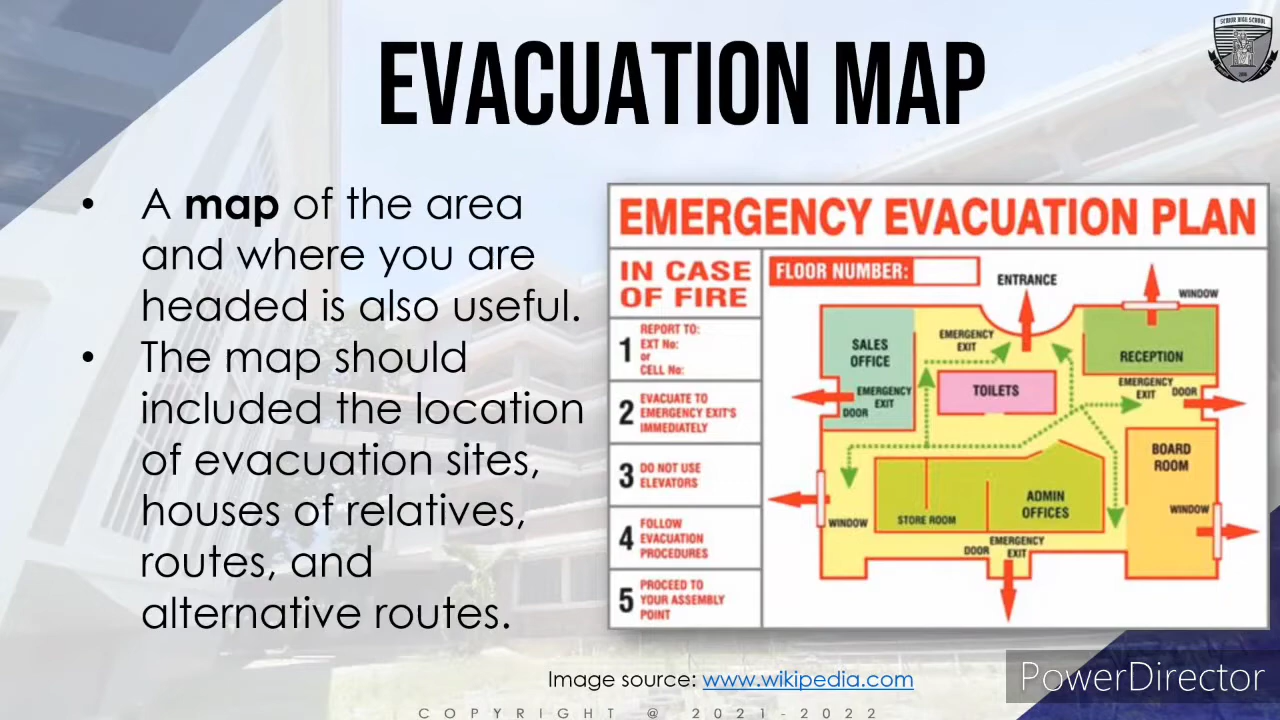 SENIOR HIGH SCHOOL
EVACUATION MAP
• A map of the area
and where you are
headed is also useful.
• The map should
included the location
of evacuation sites,
houses of relatives,
routes, and
alternative routes.
EMERGENCY EVACUATION PLAN
IN CASE
OF FIRE
1 REPORT TO:
EXT No:
or
CELL No:
2 EVACUATE TO
EMERGENCY EXIT'S
IMMEDIATELY
3 DO NOT USE
ELEVATORS
4 FOLLOW
EVACUATION
PROCEDURES
5 PROCEED TO
YOUR ASSEMBLY
POINT
FLOOR NUMBER:
ENTRANCE
WINDOW
EMERGENCY
EXIT
SALES
OFFICE
RECEPTION
TOILETS
EMERGENCY
EXIT
DOOR
EMERGENCY
EXIT
DOOR
BOARD
ROOM
ADMIN
OFFICES
STORE ROOM
WINDOW
WINDOW
EMERGENCY
EXIT
DOOR
Image source: www.wikipedia.com
PowerDirector
COPYRIGHT @ 2021-2022